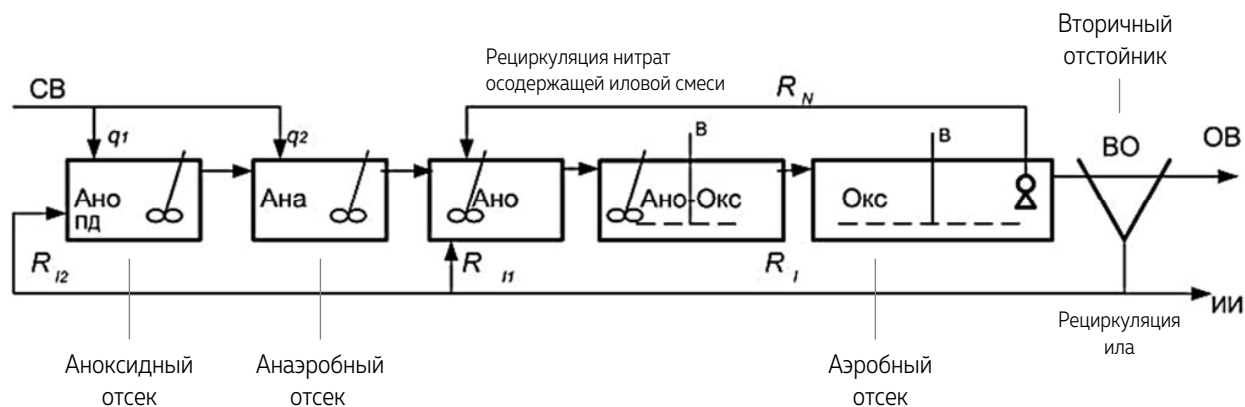 Вторичный
отстойник
Рециркуляция нитрат
осодержащей иловой смеси
R N
СВ
q1
q2
В
В
ВО
ОВ
Ано
ПД
Ана
Ано
Ано-Окс
Окс
R I2
R I1
R I
ИИ
Рециркуляция
ила
Аноксидный
отсек
Анаэробный
отсек
Аэробный
отсек